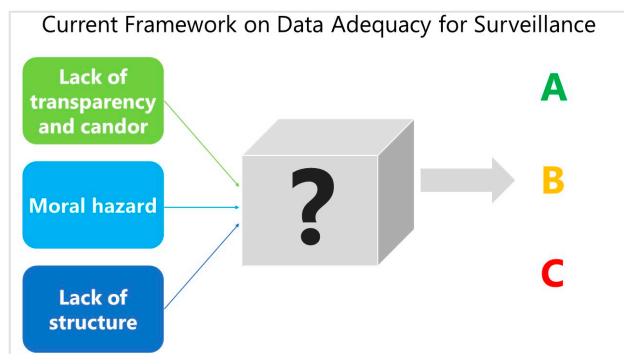 Current Framework on Data Adequacy for Surveillance
Lack of
transparency
and candor
Moral hazard
Lack of
structure
?
A
B
C